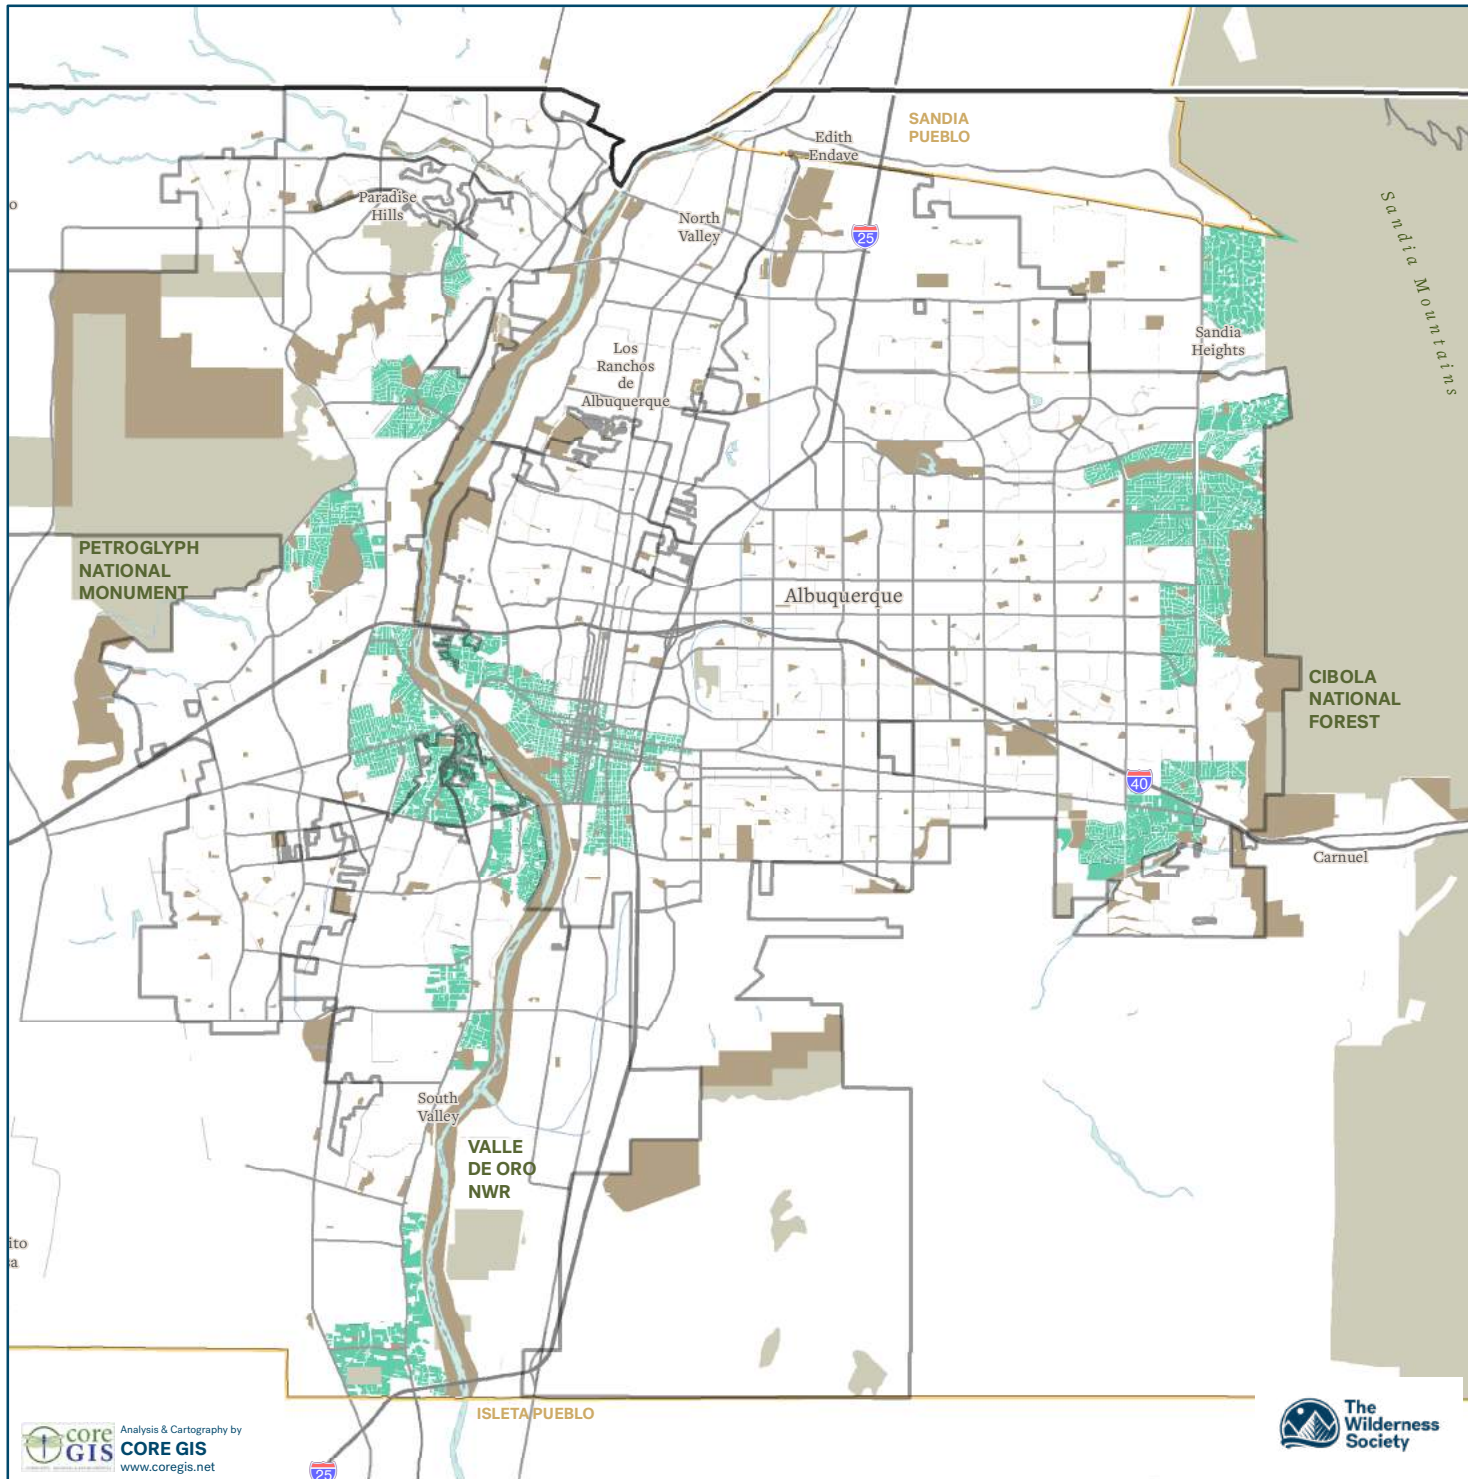 SANDIA
PUEBLO
Edith
Endave
Paradise
Hills
North
Valley
25
Sandia Mountains
o
Sandia
Heights
Los
Ranchos
de
Albuquerque
PETROGLYPH
NATIONAL
MONUMENT
Albuquerque
CIBOLA
NATIONAL
FOREST
40
Carnuel
South
Valley
VALLE
DE ORO
NWR
ito
a
ISLETA PUEBLO
core
GIS
Analysis & Cartography by
CORE GIS
www.coregis.net
25
The
Wilderness
Society